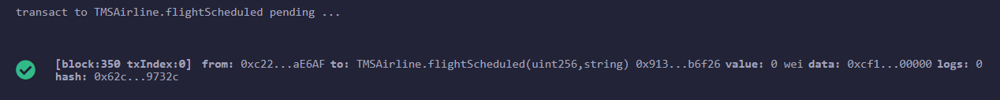 transact to TMSAirline.flightScheduled pending ...
[block:350 txIndex:0] from: 0xc22...aE6AF to: TMSAirline.flightScheduled(uint256,string) 0x913...b6f26 value: 0 wei data: 0xcf1...00000 logs: 0
hash: 0x62c...9732c